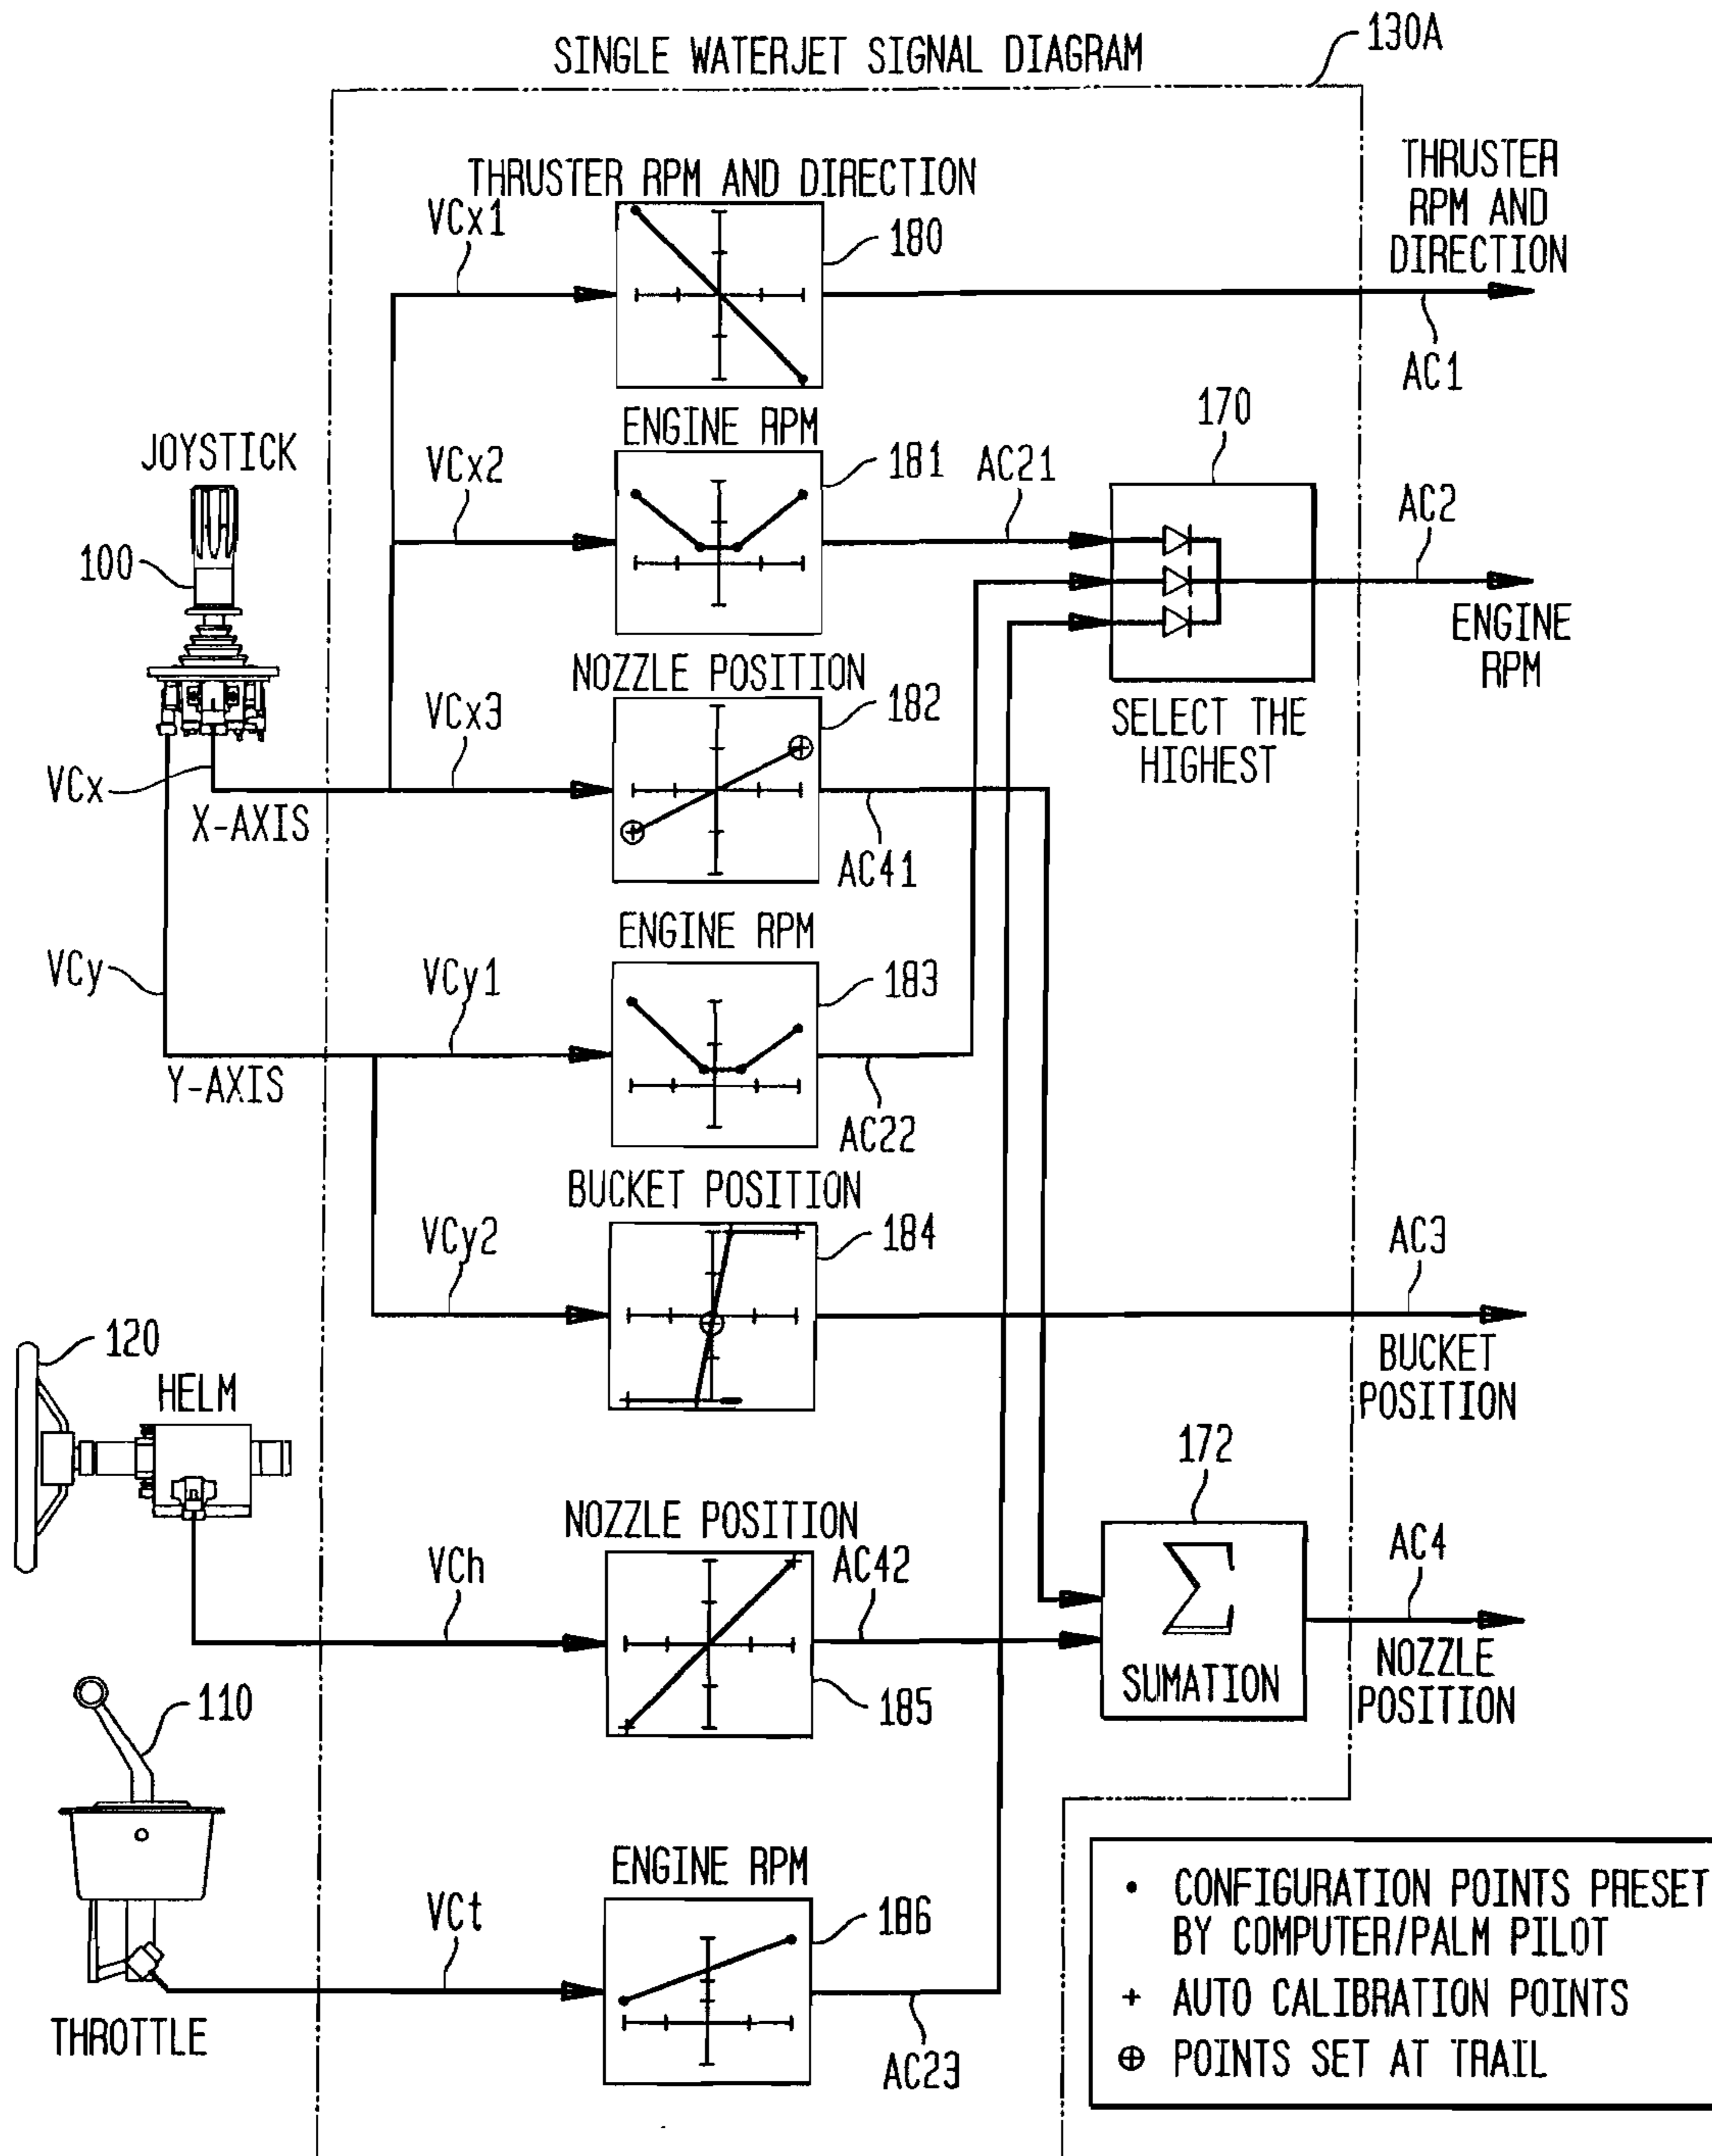 SINGLE WATERJET SIGNAL DIAGRAM
130A
THRUSTER RPM AND DIRECTION
VCx1
180
THRUSTER
RPM AND
DIRECTION
AC1
JOYSTICK
100
ENGINE RPM
VCx2
181
AC21
170
AC2
ENGINE
RPM
SELECT THE
HIGHEST
NOZZLE POSITION
VCx3
182
VCx
X-AXIS
AC41
ENGINE RPM
VCy
VCy1
183
Y-AXIS
AC22
BUCKET POSITION
VCy2
184
AC3
BUCKET
POSITION
120
HELM
172
NOZZLE POSITION
VCh
AC42
185
SUMATION
AC4
NOZZLE
POSITION
110
THROTTLE
ENGINE RPM
VCt
186
AC23
• CONFIGURATION POINTS PRESET
BY COMPUTER/PALM PILOT
+ AUTO CALIBRATION POINTS
⊕ POINTS SET AT TRAIL